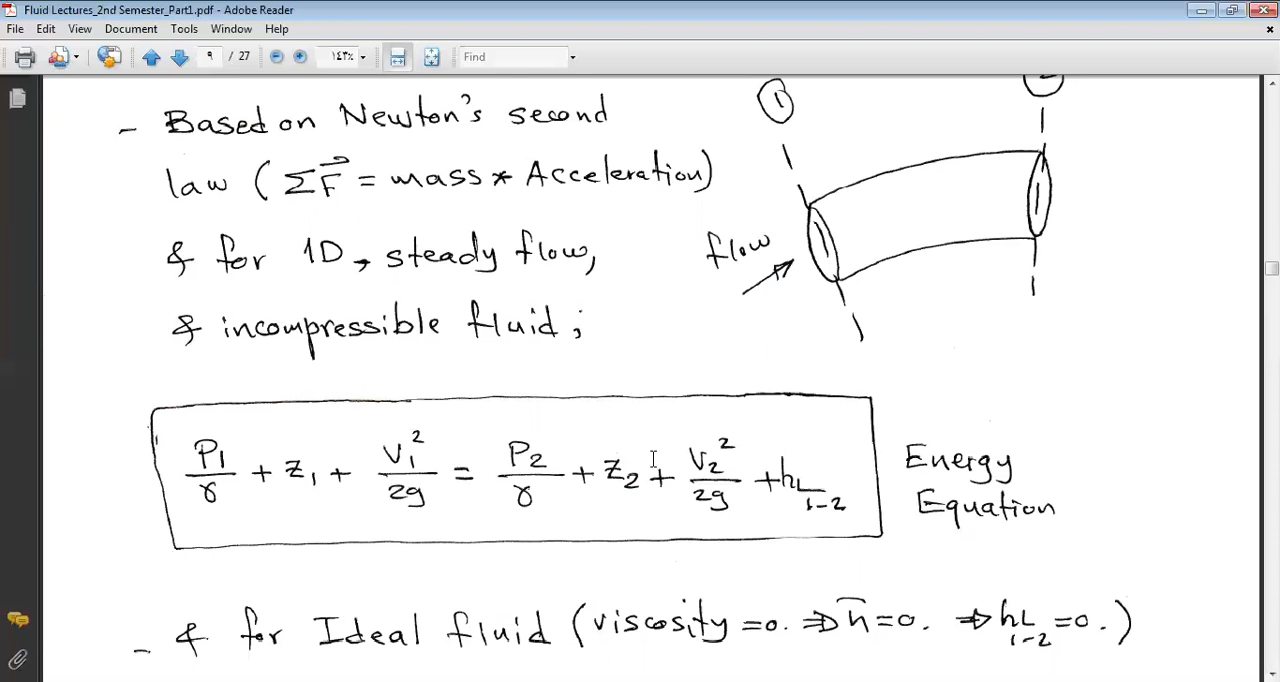 Fluid Lectures_2nd Semester_Part1.pdf - Adobe Reader
File Edit View Document Tools Window Help
٩ / 27 ١٤٣% Find
① ②
- Based on Newton's second
law (ΣF⃗ = mass * Acceleration)
& for 1D, steady flow,
flow
& incompressible fluid;
P1/γ + z1 + V1²/2g = P2/γ + z2 + V2²/2g + hL1-2
Energy
Equation
- & for Ideal fluid (viscosity = 0. ⇒ h̅ = 0. ⇒ hL1-2 = 0.)